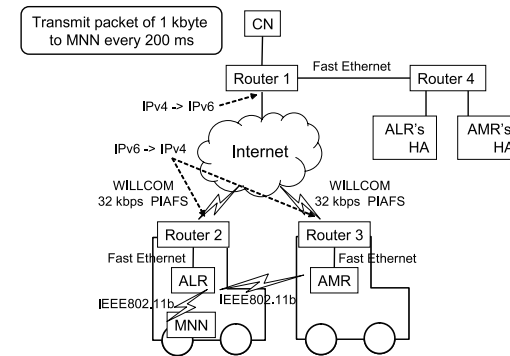 Transmit packet of 1 kbyte
to MNN every 200 ms
CN
Fast Ethernet
Router 1
Router 4
IPv4 -> IPv6
ALR's
HA
AMR's
HA
IPv6 -> IPv4
Internet
WILLCOM
32 kbps PIAFS
WILLCOM
32 kbps PIAFS
Router 2
Router 3
Fast Ethernet
Fast Ethernet
ALR
AMR
IEEE802.11b
IEEE802.11b
MNN